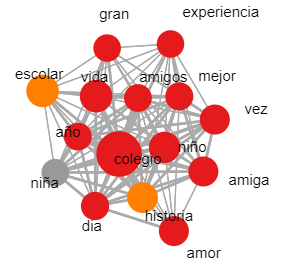 gran
experiencia
escolar
vida
amigos
mejor
vez
año
colegio
niño
niña
amiga
dia
historia
amor